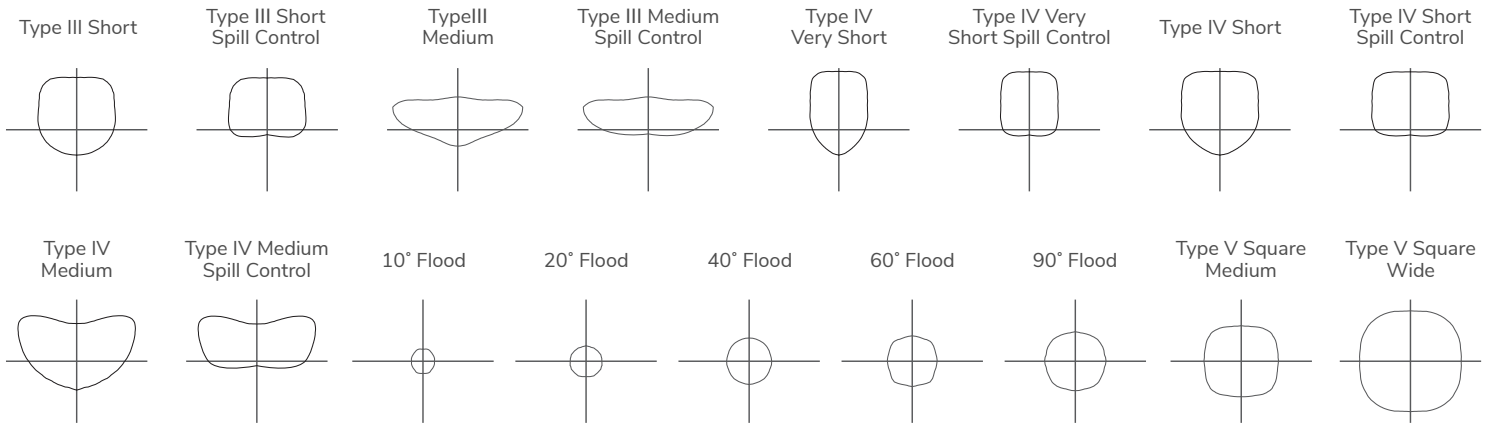 Type III Short
Type III Short
Spill Control
TypeIII
Medium
Type III Medium
Spill Control
Type IV
Very Short
Type IV Very
Short Spill Control
Type IV Short
Type IV Short
Spill Control
Type IV
Medium
Type IV Medium
Spill Control
10˚ Flood
20˚ Flood
40˚ Flood
60˚ Flood
90˚ Flood
Type V Square
Medium
Type V Square
Wide